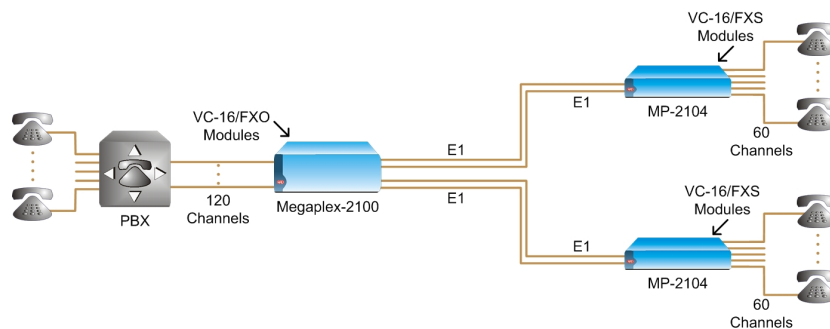 PBX
120
Channels
VC-16/FXO
Modules
Megaplex-2100
E1
E1
E1
VC-16/FXS
Modules
MP-2104
60
Channels
E1
VC-16/FXS
Modules
MP-2104
60
Channels